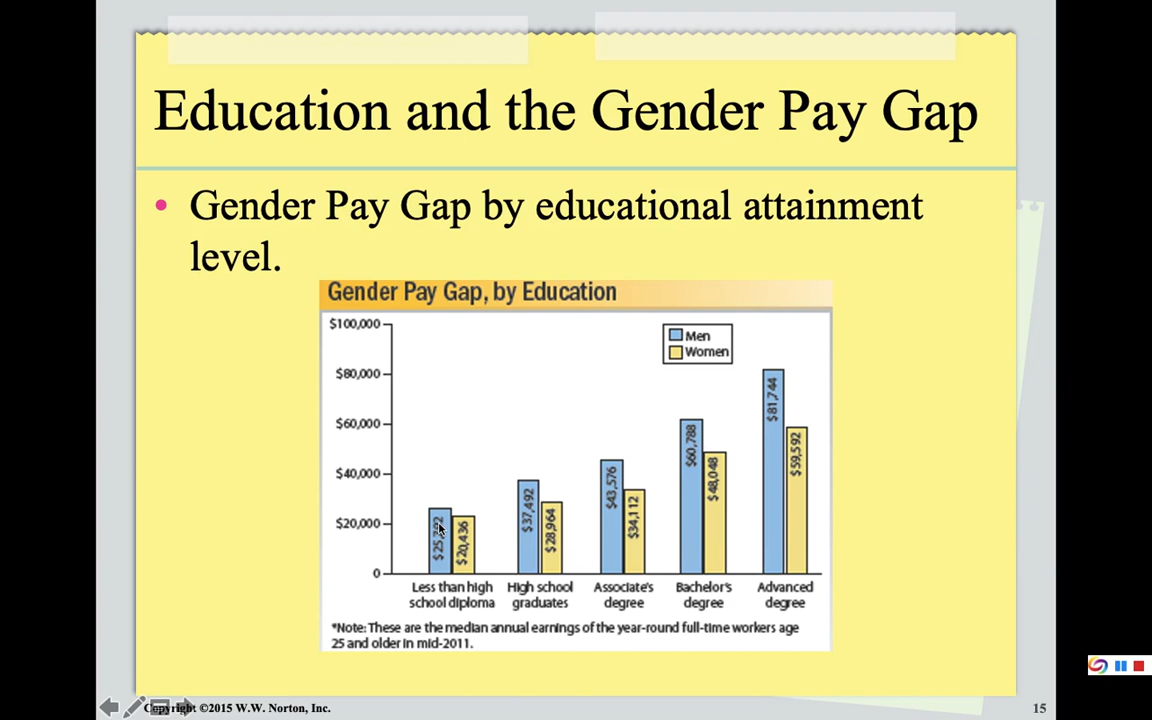 Education and the Gender Pay Gap
• Gender Pay Gap by educational attainment
level.
Gender Pay Gap, by Education
$100,000
$80,000
$60,000
$40,000
$20,000
0
Men
Women
$20,436
$37,492
$28,964
$43,576
$34,112
$60,788
$48,048
$81,744
$59,592
Less than high
school diploma
High school
graduates
Associate's
degree
Bachelor's
degree
Advanced
degree
*Note: These are the median annual earnings of the year-round full-time workers age
25 and older in mid-2011.
Copyright ©2015 W.W. Norton, Inc.
15